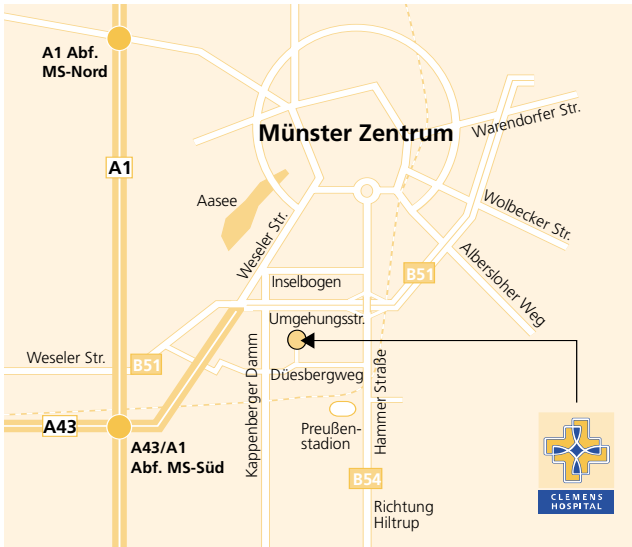 A1 Abf.
MS-Nord
Münster Zentrum
Warendorfer Str.
A1
Aasee
Wolbecker Str.
Weseler Str.
Albersloher Weg
B51
Inselbogen
Umgehungsstr.
Weseler Str.
B51
Kappenberger Damm
Düesbergweg
Hammer Straße
A43
A43/A1
Abf. MS-Süd
Preußen-
stadion
B54
Richtung
Hiltrup
CLEMENS
HOSPITAL